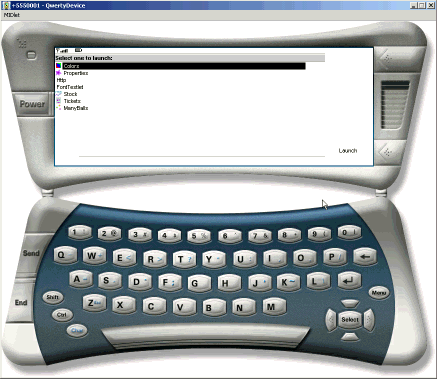 +5550001 - QwertyDevice
MIDlet
Select one to launch:
Colors
Properties
Http
FontTestlet
Stock
Tickets
ManyBalls
Launch
Power
1 2 @ 3 # 4 $ 5 % 6 7 8 9 ( 0 )
Send
Q W E R T Y U I O P
A S D F G H J K L
End
Shift
Z X C V B N M
Menu
Ctrl
Select